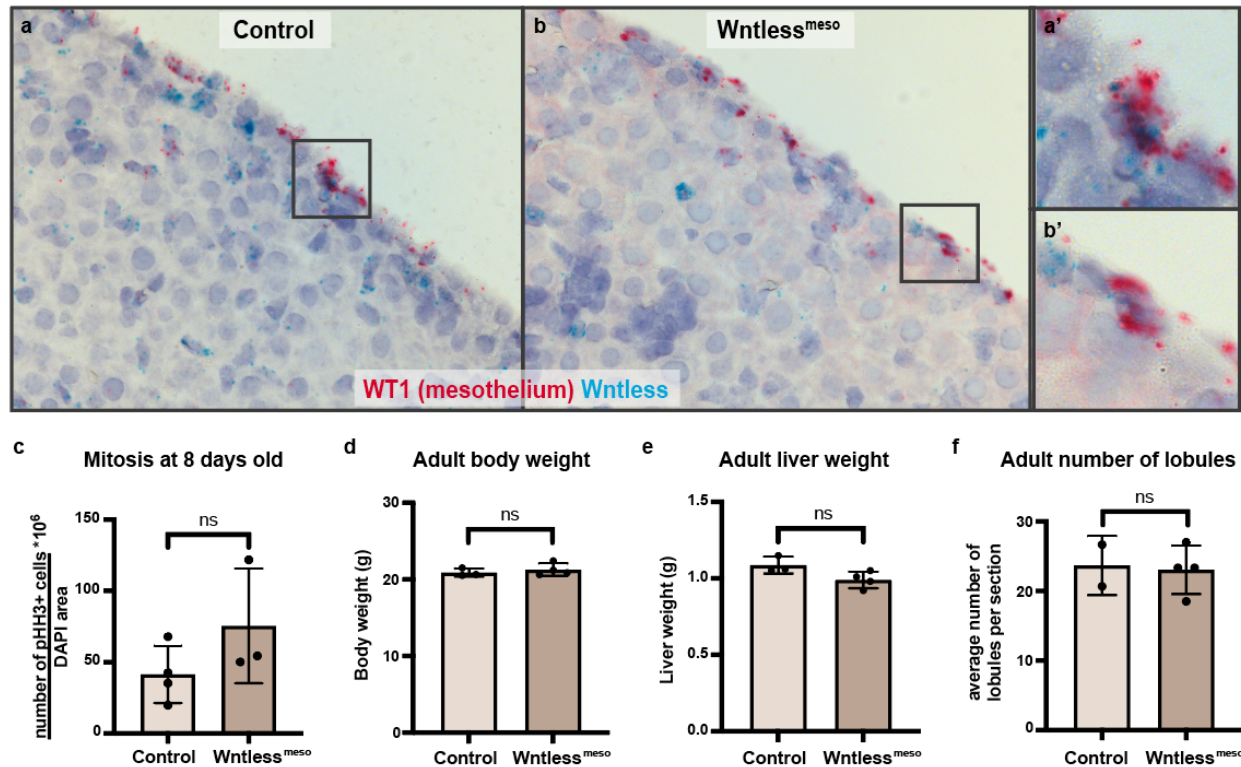 a
Control
b
Wntless^meso
a'
b'
WT1 (mesothelium) Wntless
c
Mitosis at 8 days old
number of pHH3+ cells *10^6
DAPI area
150
100
50
0
ns
Control
Wntless^meso
d
Adult body weight
Body weight (g)
30
20
10
0
ns
Control
Wntless^meso
e
Adult liver weight
Liver weight (g)
1.5
1.0
0.5
0.0
ns
Control
Wntless^meso
f
Adult number of lobules
average number of
lobules per section
30
20
10
0
ns
Control
Wntless^meso